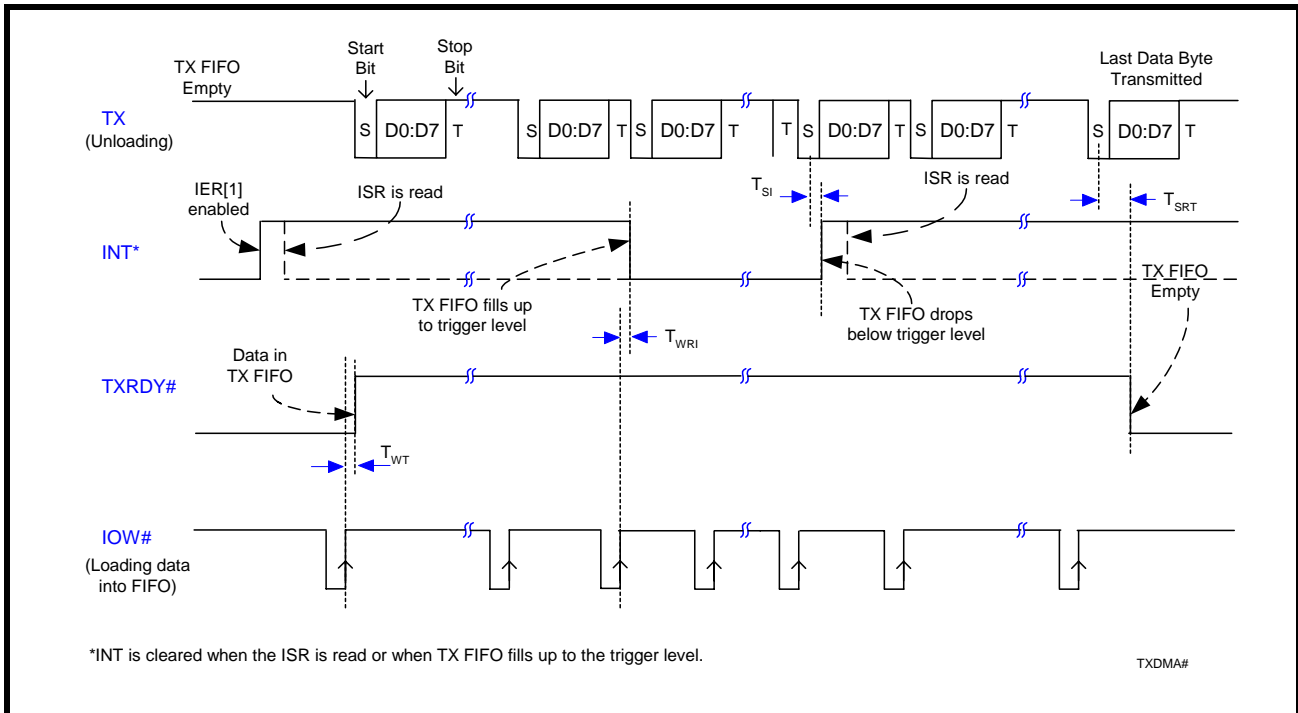 TX FIFO
Empty
Start
Bit
Stop
Bit
Last Data Byte
Transmitted
TX
(Unloading)
S D0:D7 T S D0:D7 T S D0:D7 T T S D0:D7 T S D0:D7 T S D0:D7 T
IER[1]
enabled
ISR is read
TSI
ISR is read
TSRT
INT*
TX FIFO fills up
to trigger level
TX FIFO drops
below trigger level
TX FIFO
Empty
TWRI
Data in
TX FIFO
TXRDY#
TWT
IOW#
(Loading data
into FIFO)
*INT is cleared when the ISR is read or when TX FIFO fills up to the trigger level.
TXDMA#